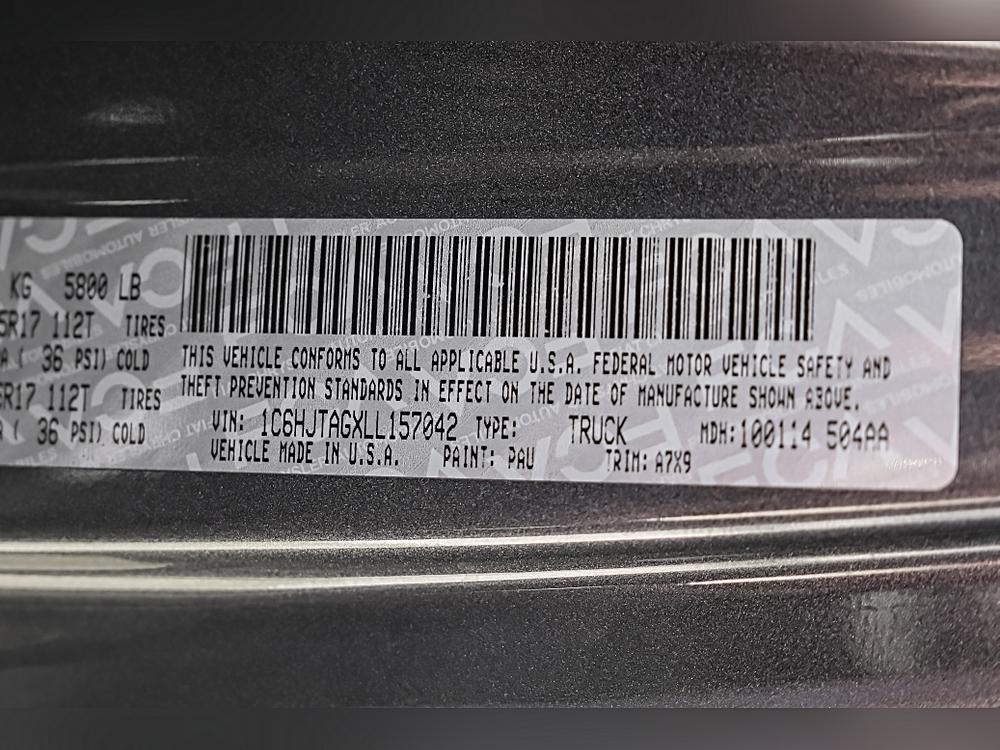 KG 5800 LB
5R17 112T TIRES
A ( 36 PSI) COLD
5R17 112T TIRES
A ( 36 PSI) COLD
THIS VEHICLE CONFORMS TO ALL APPLICABLE U.S.A. FEDERAL MOTOR VEHICLE SAFETY AND
THEFT PREVENTION STANDARDS IN EFFECT ON THE DATE OF MANUFACTURE SHOWN ABOVE.
VIN: 1C6HJTAGXLL157042 TYPE: TRUCK MDH:100114 504AA
VEHICLE MADE IN U.S.A. PAINT: PAU TRIM: A7X9